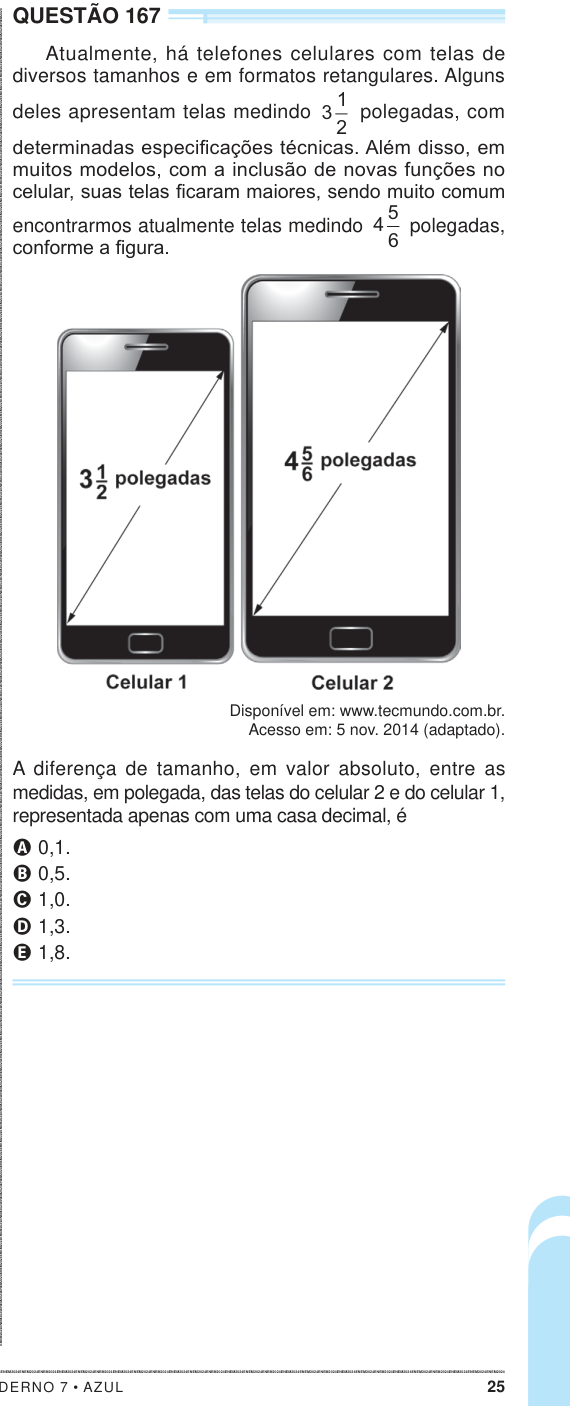 QUESTÃO 167
Atualmente, há telefones celulares com telas de
diversos tamanhos e em formatos retangulares. Alguns
deles apresentam telas medindo 3 1/2 polegadas, com
determinadas especificações técnicas. Além disso, em
muitos modelos, com a inclusão de novas funções no
celular, suas telas ficaram maiores, sendo muito comum
encontrarmos atualmente telas medindo 4 5/6 polegadas,
conforme a figura.
3 1/2 polegadas
4 5/6 polegadas
Celular 1
Celular 2
Disponível em: www.tecmundo.com.br.
Acesso em: 5 nov. 2014 (adaptado).
A diferença de tamanho, em valor absoluto, entre as
medidas, em polegada, das telas do celular 2 e do celular 1,
representada apenas com uma casa decimal, é
A 0,1.
B 0,5.
C 1,0.
D 1,3.
E 1,8.
DERNO 7 • AZUL
25